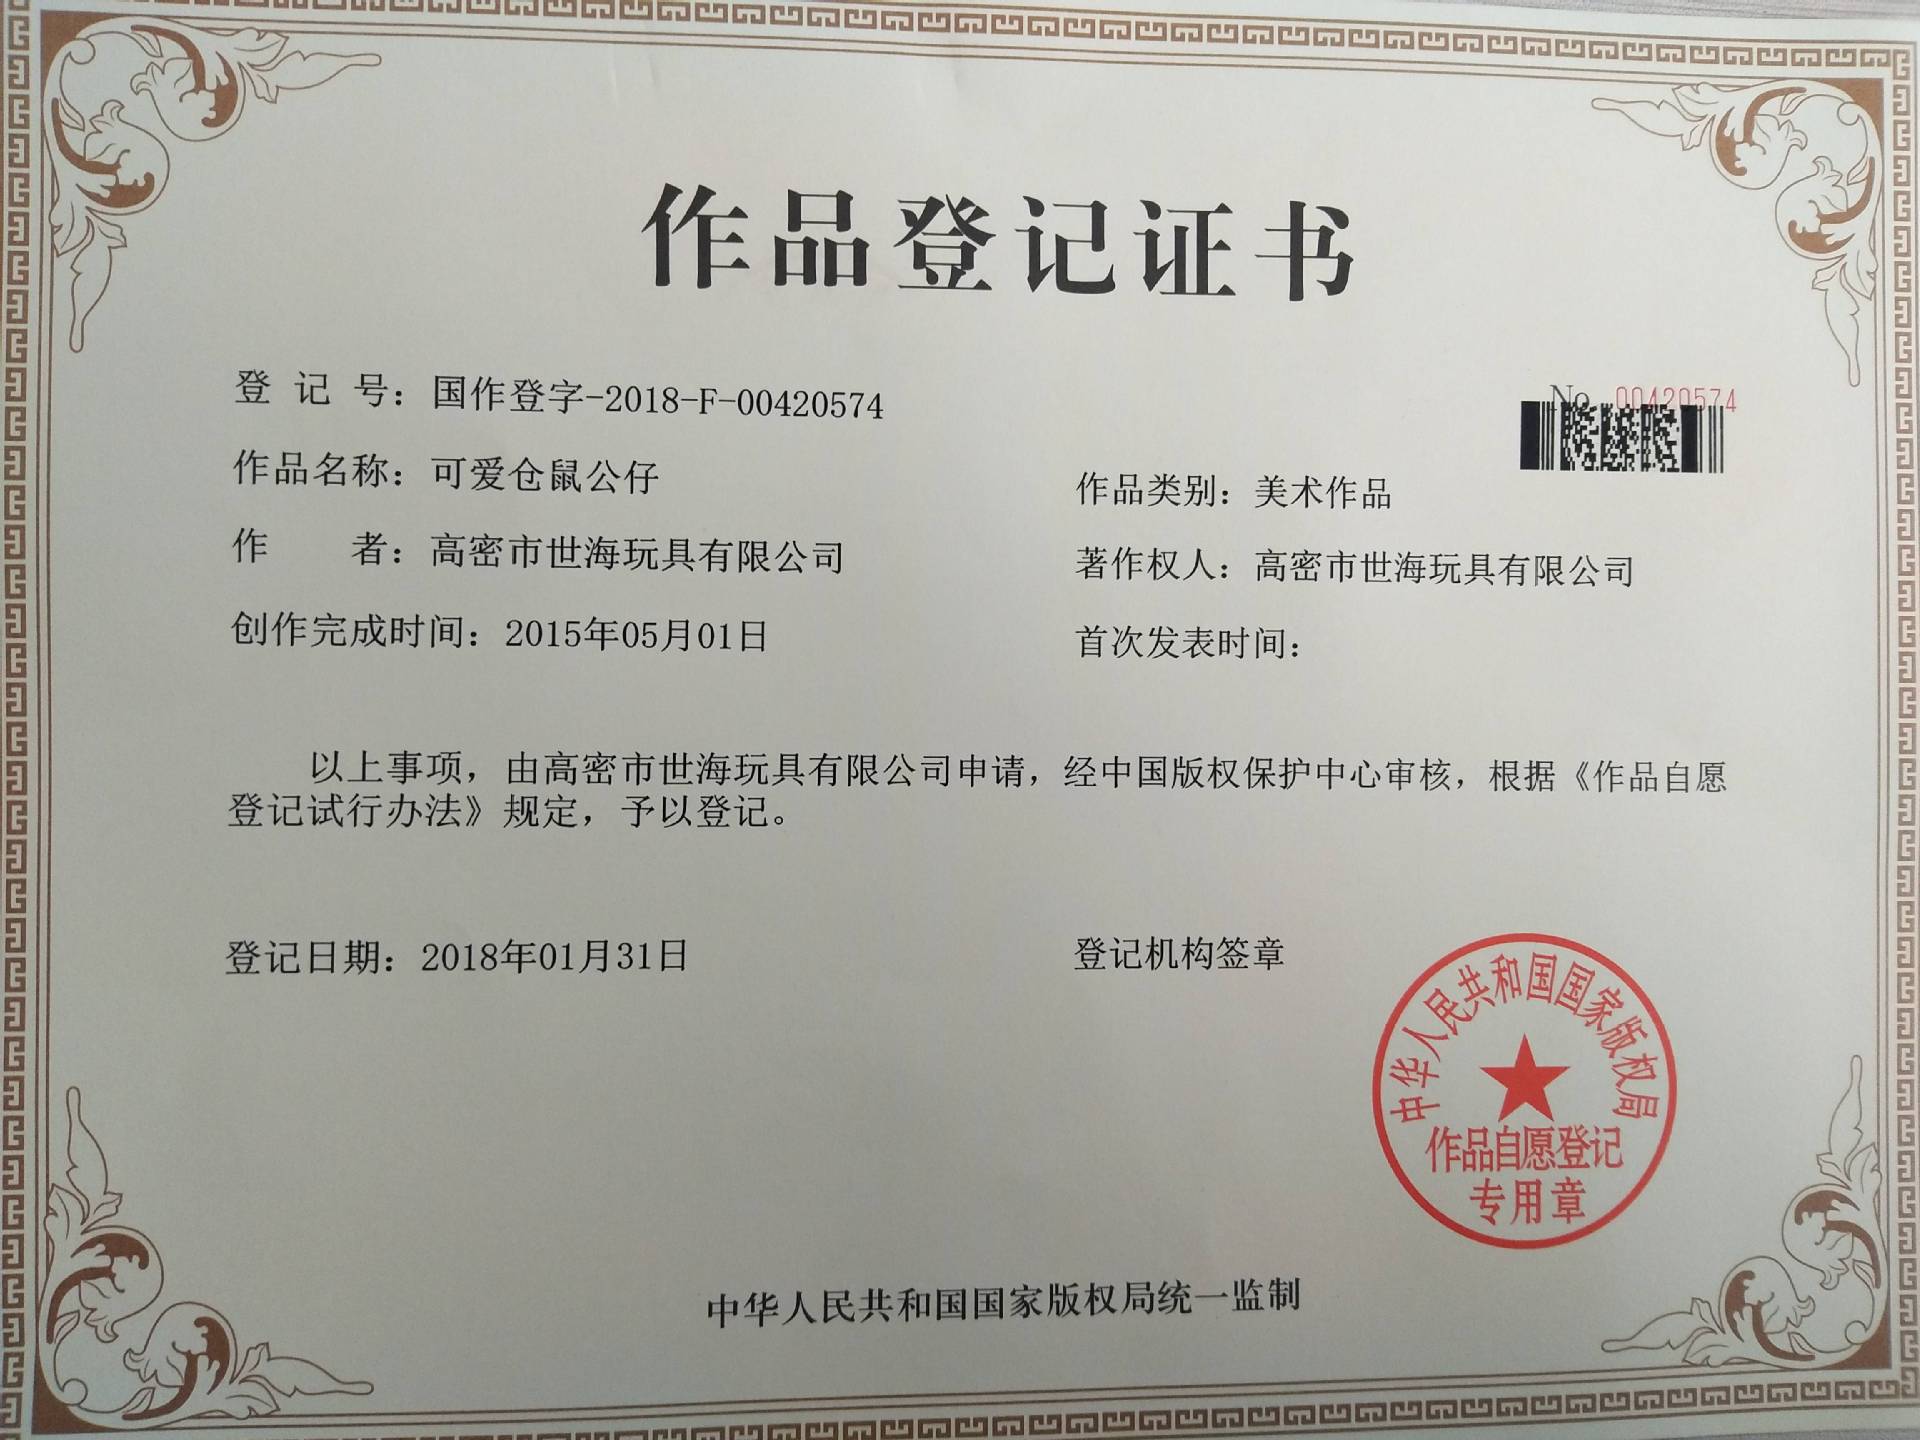 作品登记证书
登 记 号：国作登字-2018-F-00420574
No 00420574
作品名称：可爱仓鼠公仔
作品类别：美术作品
作 者：高密市世海玩具有限公司
著作权人：高密市世海玩具有限公司
创作完成时间：2015年05月01日
首次发表时间：
以上事项，由高密市世海玩具有限公司申请，经中国版权保护中心审核，根据《作品自愿
登记试行办法》规定，予以登记。
登记日期：2018年01月31日
登记机构签章
中华人民共和国国家版权局
作品自愿登记
专用章
中华人民共和国国家版权局统一监制